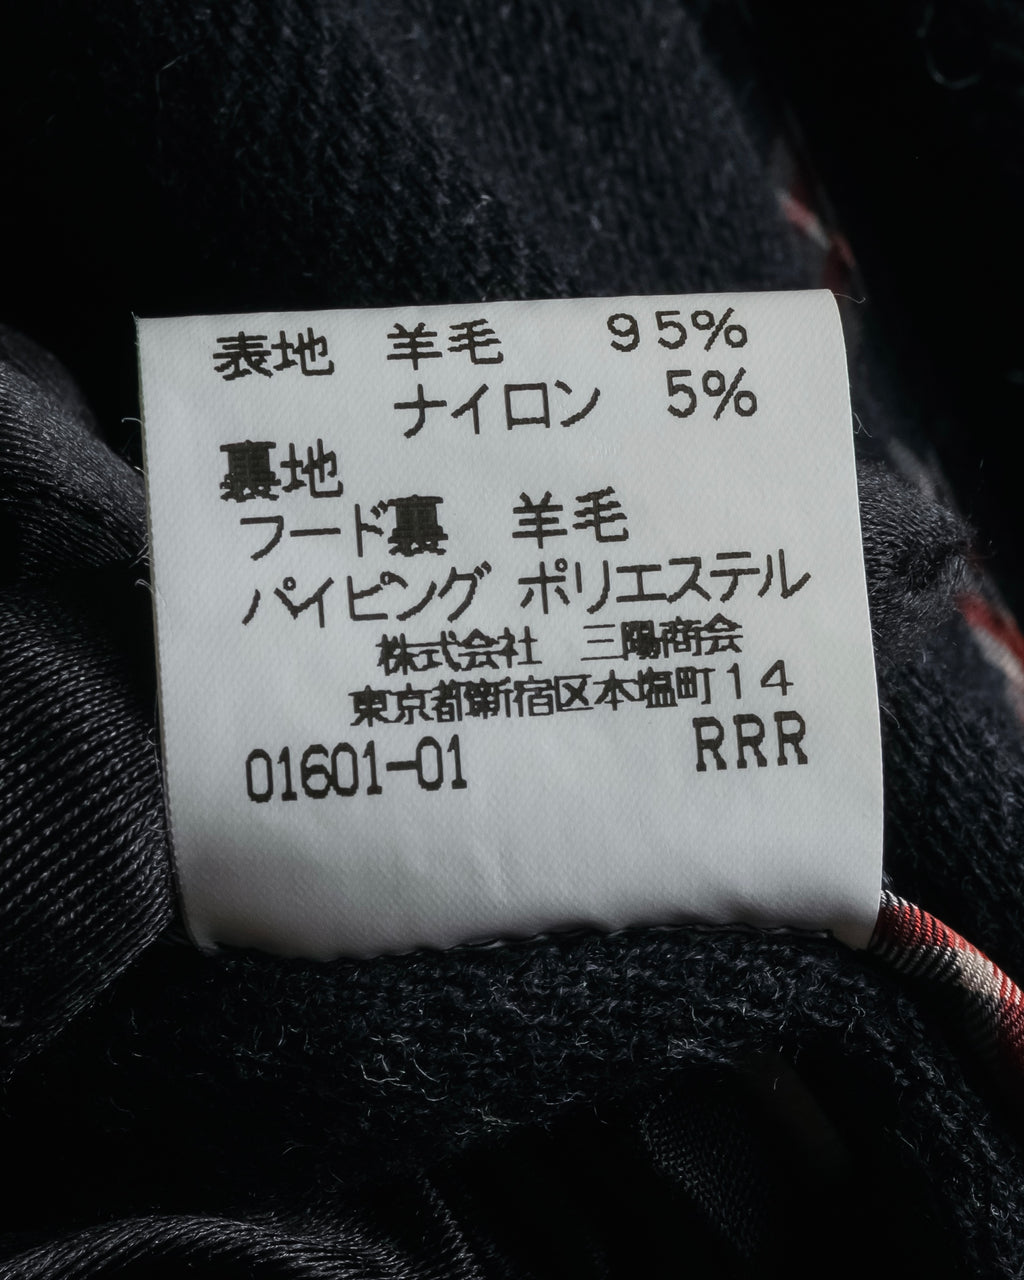 表地 羊毛 95%
ナイロン 5%
裏地
フード裏 羊毛
パイピング ポリエステル
株式会社 三陽商会
東京都新宿区本塩町14
01601-01 RRR